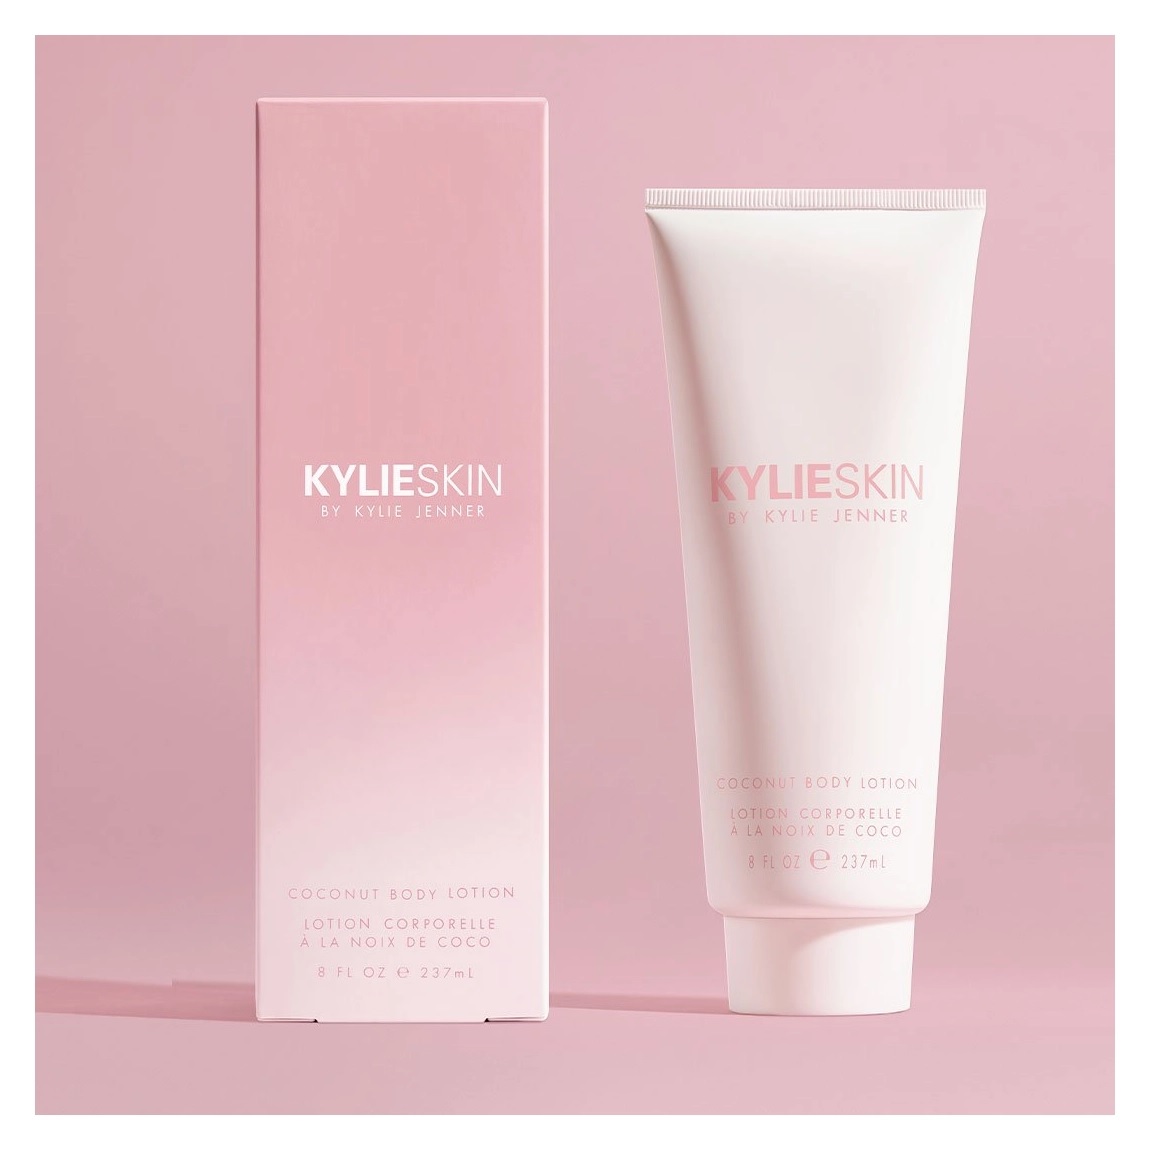 KYLIESKIN
BY KYLIE JENNER
COCONUT BODY LOTION
LOTION CORPORELLE
À LA NOIX DE COCO
8 FL OZ ℮ 237mL
KYLIESKIN
BY KYLIE JENNER
COCONUT BODY LOTION
LOTION CORPORELLE
À LA NOIX DE COCO
8 FL OZ ℮ 237mL